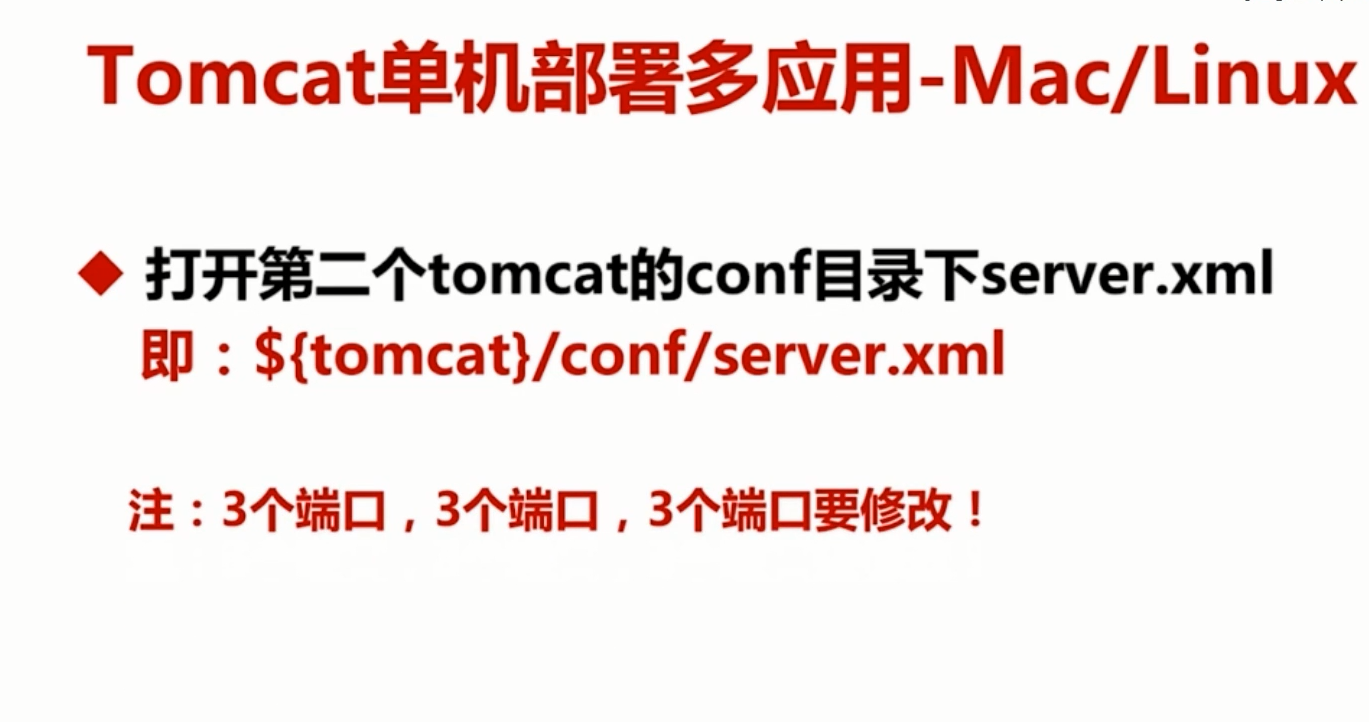 Tomcat单机部署多应用-Mac/Linux
◆ 打开第二个tomcat的conf目录下server.xml
即：${tomcat}/conf/server.xml
注：3个端口，3个端口，3个端口要修改！